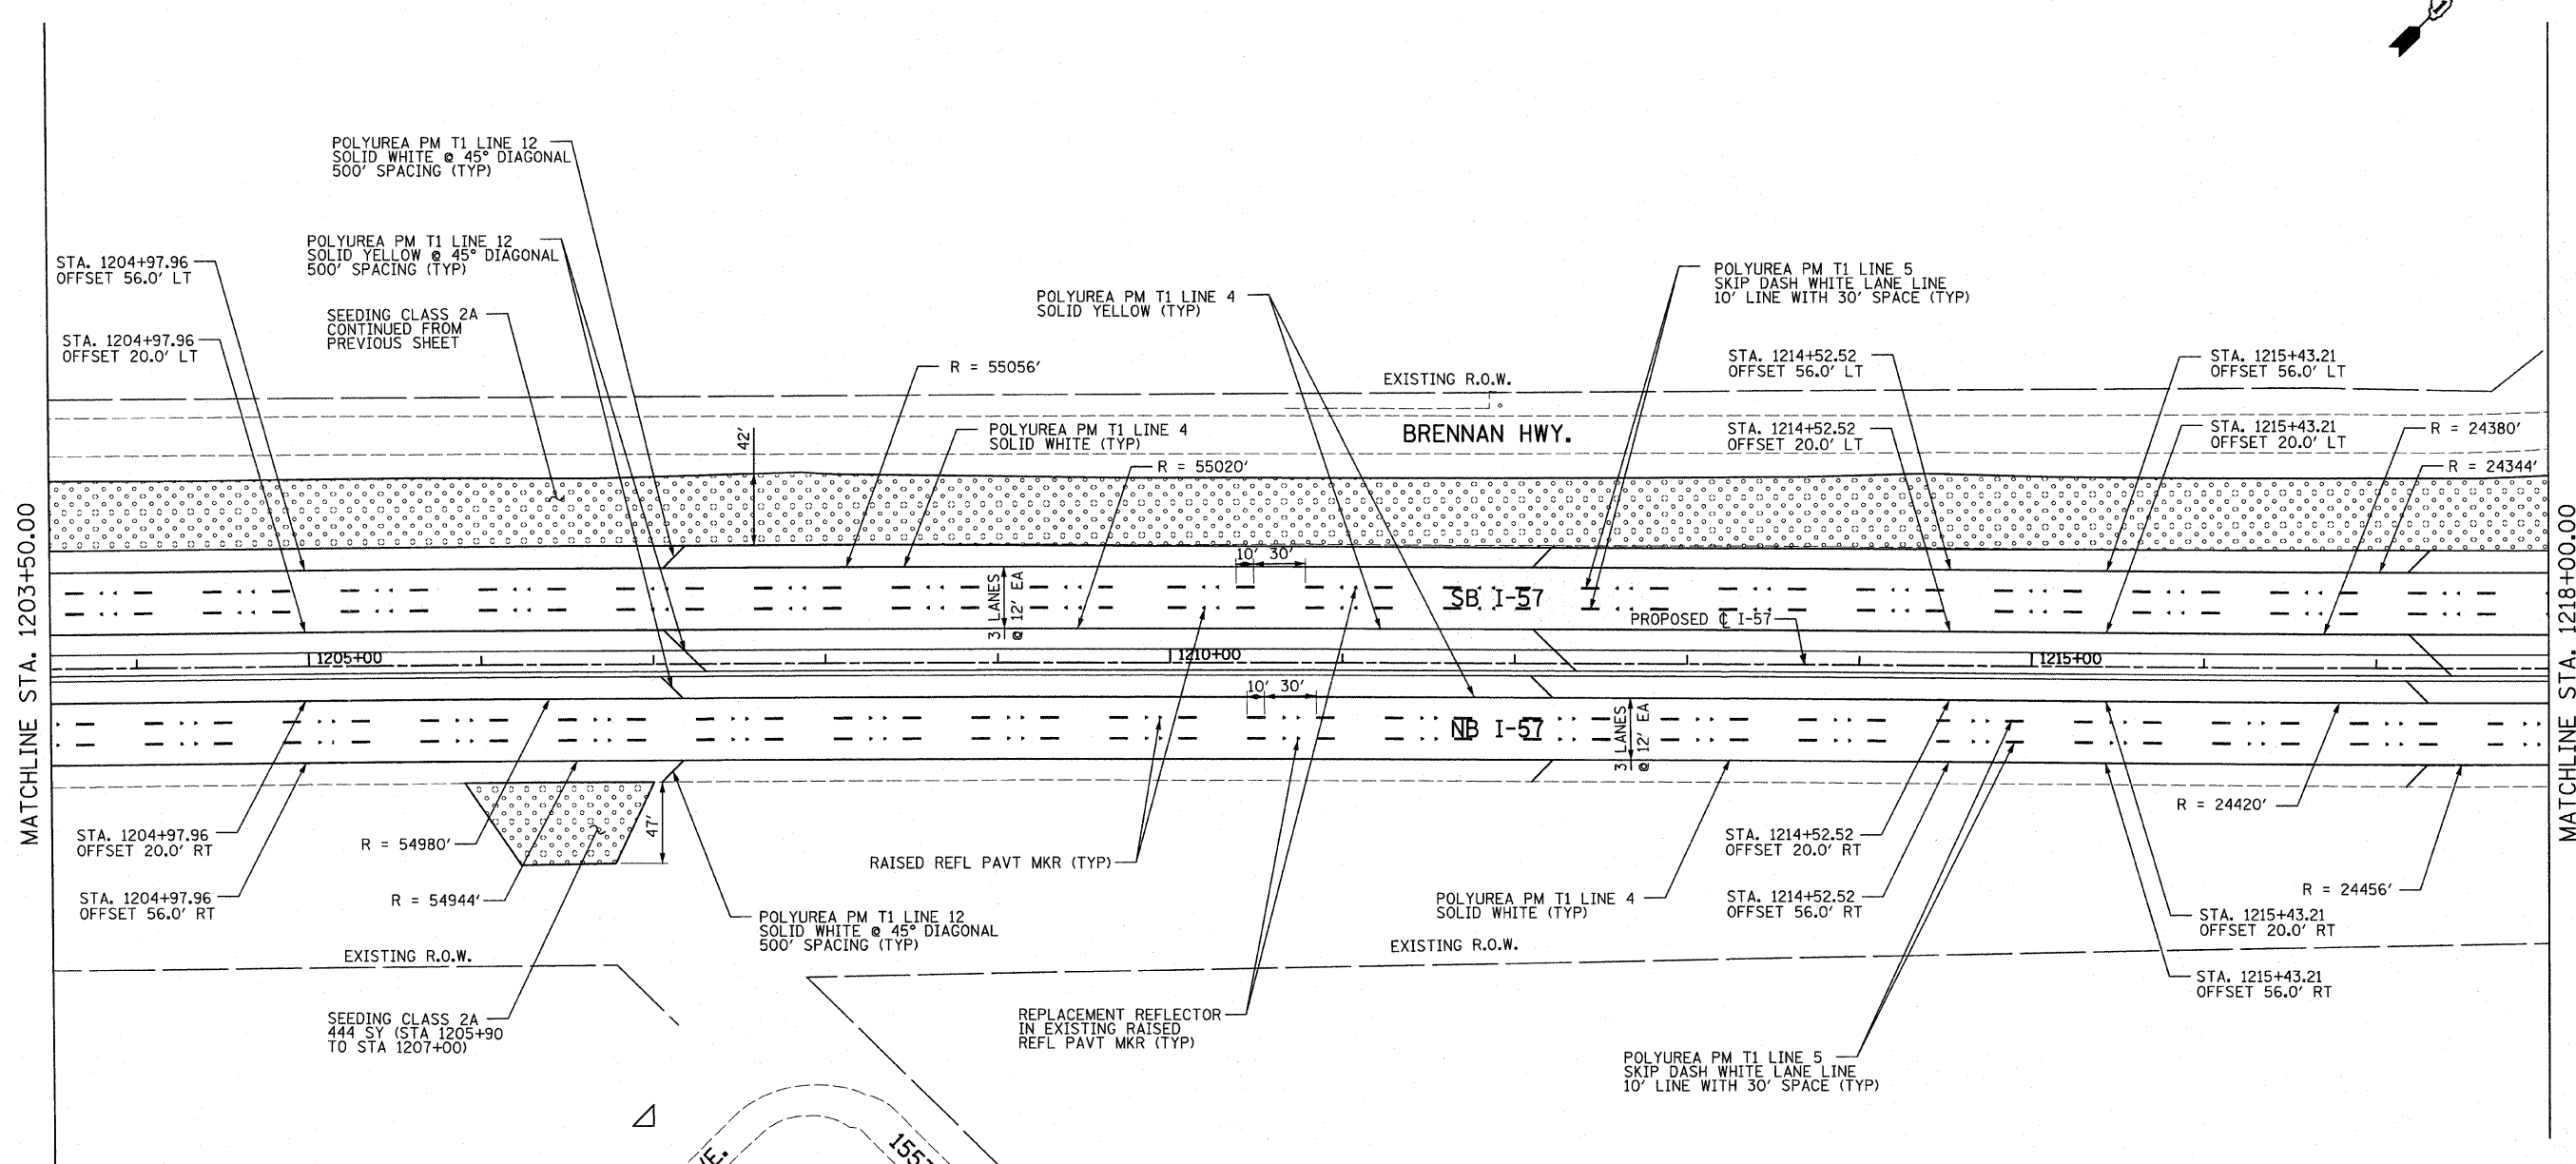 POLYUREA PM T1 LINE 12
SOLID WHITE @ 45° DIAGONAL
500' SPACING (TYP)
POLYUREA PM T1 LINE 12
SOLID YELLOW @ 45° DIAGONAL
500' SPACING (TYP)
STA. 1204+97.96
OFFSET 56.0' LT
SEEDING CLASS 2A
CONTINUED FROM
PREVIOUS SHEET
STA. 1204+97.96
OFFSET 20.0' LT
POLYUREA PM T1 LINE 4
SOLID YELLOW (TYP)
POLYUREA PM T1 LINE 5
SKIP DASH WHITE LANE LINE
10' LINE WITH 30' SPACE (TYP)
R = 55056'
EXISTING R.O.W.
STA. 1214+52.52
OFFSET 56.0' LT
STA. 1215+43.21
OFFSET 56.0' LT
42'
POLYUREA PM T1 LINE 4
SOLID WHITE (TYP)
BRENNAN HWY.
STA. 1214+52.52
OFFSET 20.0' LT
STA. 1215+43.21
OFFSET 20.0' LT
R = 24380'
R = 55020'
R = 24344'
MATCHLINE STA. 1203+50.00
10' 30'
3 LANES
@ 12' EA
SB I-57
PROPOSED ℄ I-57
1205+00
1210+00
1215+00
MATCHLINE STA. 1218+00.00
10' 30'
NB I-57
3 LANES
@ 12' EA
STA. 1204+97.96
OFFSET 20.0' RT
R = 54980'
47'
RAISED REFL PAVT MKR (TYP)
STA. 1214+52.52
OFFSET 20.0' RT
R = 24420'
STA. 1204+97.96
OFFSET 56.0' RT
R = 54944'
POLYUREA PM T1 LINE 12
SOLID WHITE @ 45° DIAGONAL
500' SPACING (TYP)
POLYUREA PM T1 LINE 4
SOLID WHITE (TYP)
STA. 1214+52.52
OFFSET 56.0' RT
R = 24456'
STA. 1215+43.21
OFFSET 20.0' RT
EXISTING R.O.W.
EXISTING R.O.W.
STA. 1215+43.21
OFFSET 56.0' RT
SEEDING CLASS 2A
444 SY (STA 1205+90
TO STA 1207+00)
REPLACEMENT REFLECTOR
IN EXISTING RAISED
REFL PAVT MKR (TYP)
POLYUREA PM T1 LINE 5
SKIP DASH WHITE LANE LINE
10' LINE WITH 30' SPACE (TYP)